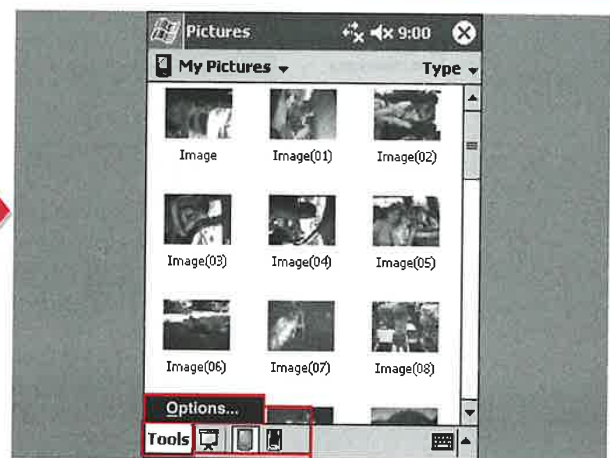 Pictures 9:00
My Pictures Type
Image Image(01) Image(02)
Image(03) Image(04) Image(05)
Image(06) Image(07) Image(08)
Options...
Tools